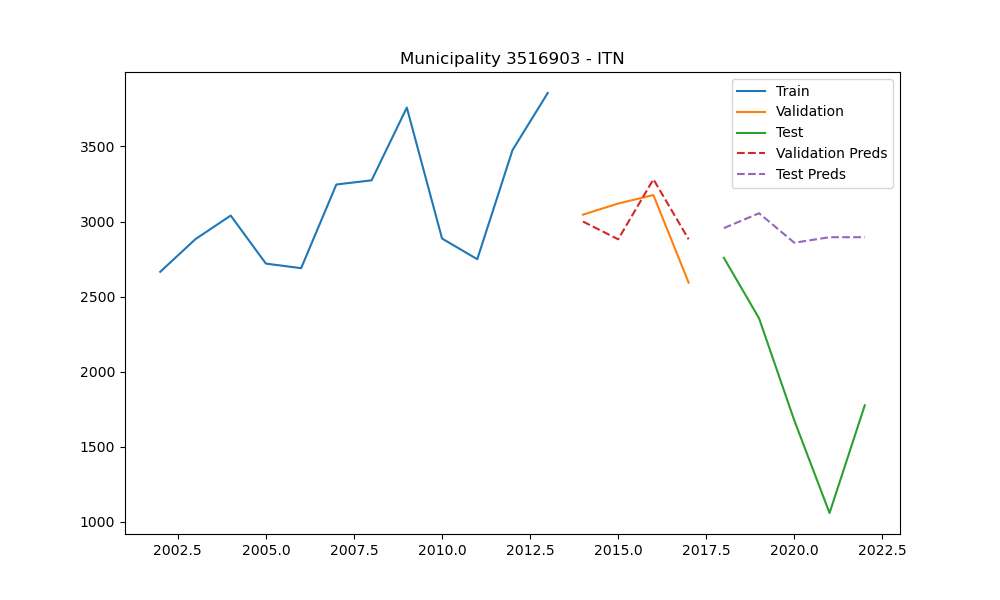 Municipality 3516903 - ITN
Train
Validation
Test
Validation Preds
Test Preds
3500
3000
2500
2000
1500
1000
2002.5 2005.0 2007.5 2010.0 2012.5 2015.0 2017.5 2020.0 2022.5